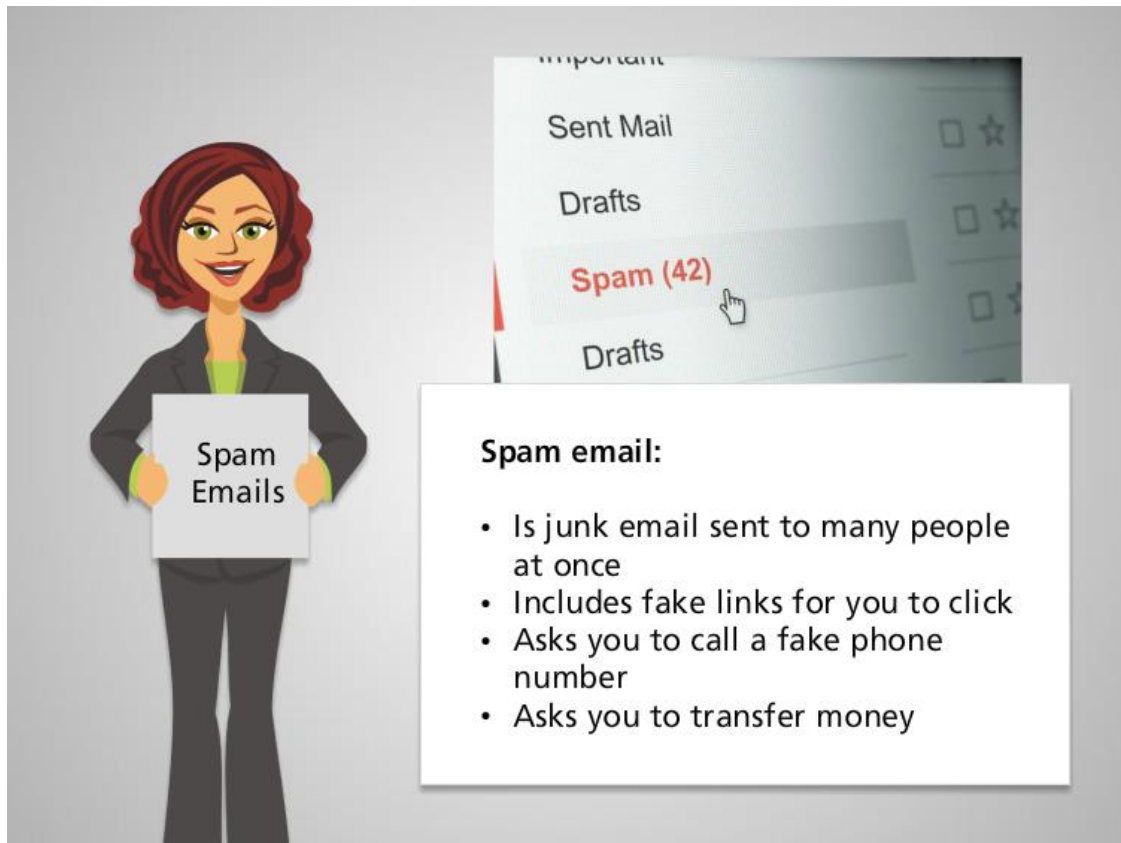 Important
Sent Mail
Drafts
Spam (42)
Drafts
Spam
Emails
Spam email:
• Is junk email sent to many people
at once
• Includes fake links for you to click
• Asks you to call a fake phone
number
• Asks you to transfer money